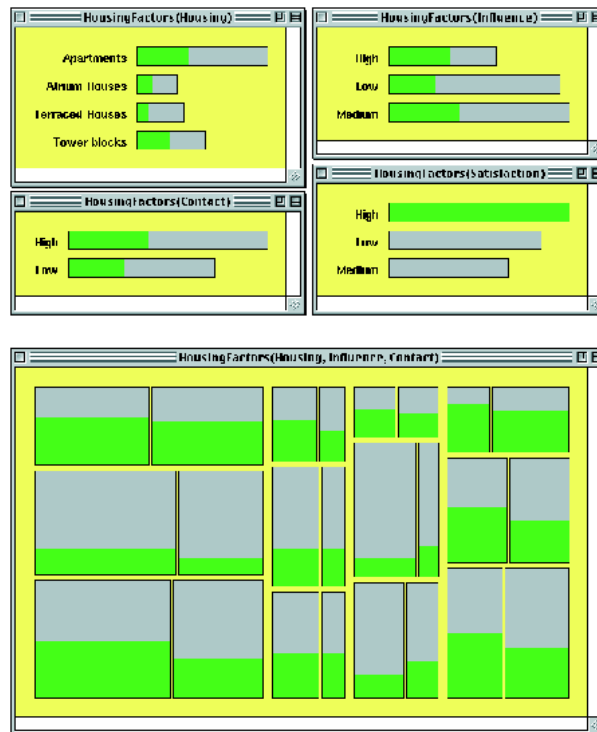 HousingFactors(Housing)
Apartments
Atrium Houses
Terraced Houses
Tower blocks
HousingFactors(Influence)
High
Low
Medium
HousingFactors(Contact)
High
Low
HousingFactors(Satisfaction)
High
Low
Medium
HousingFactors(Housing, Influence, Contact)